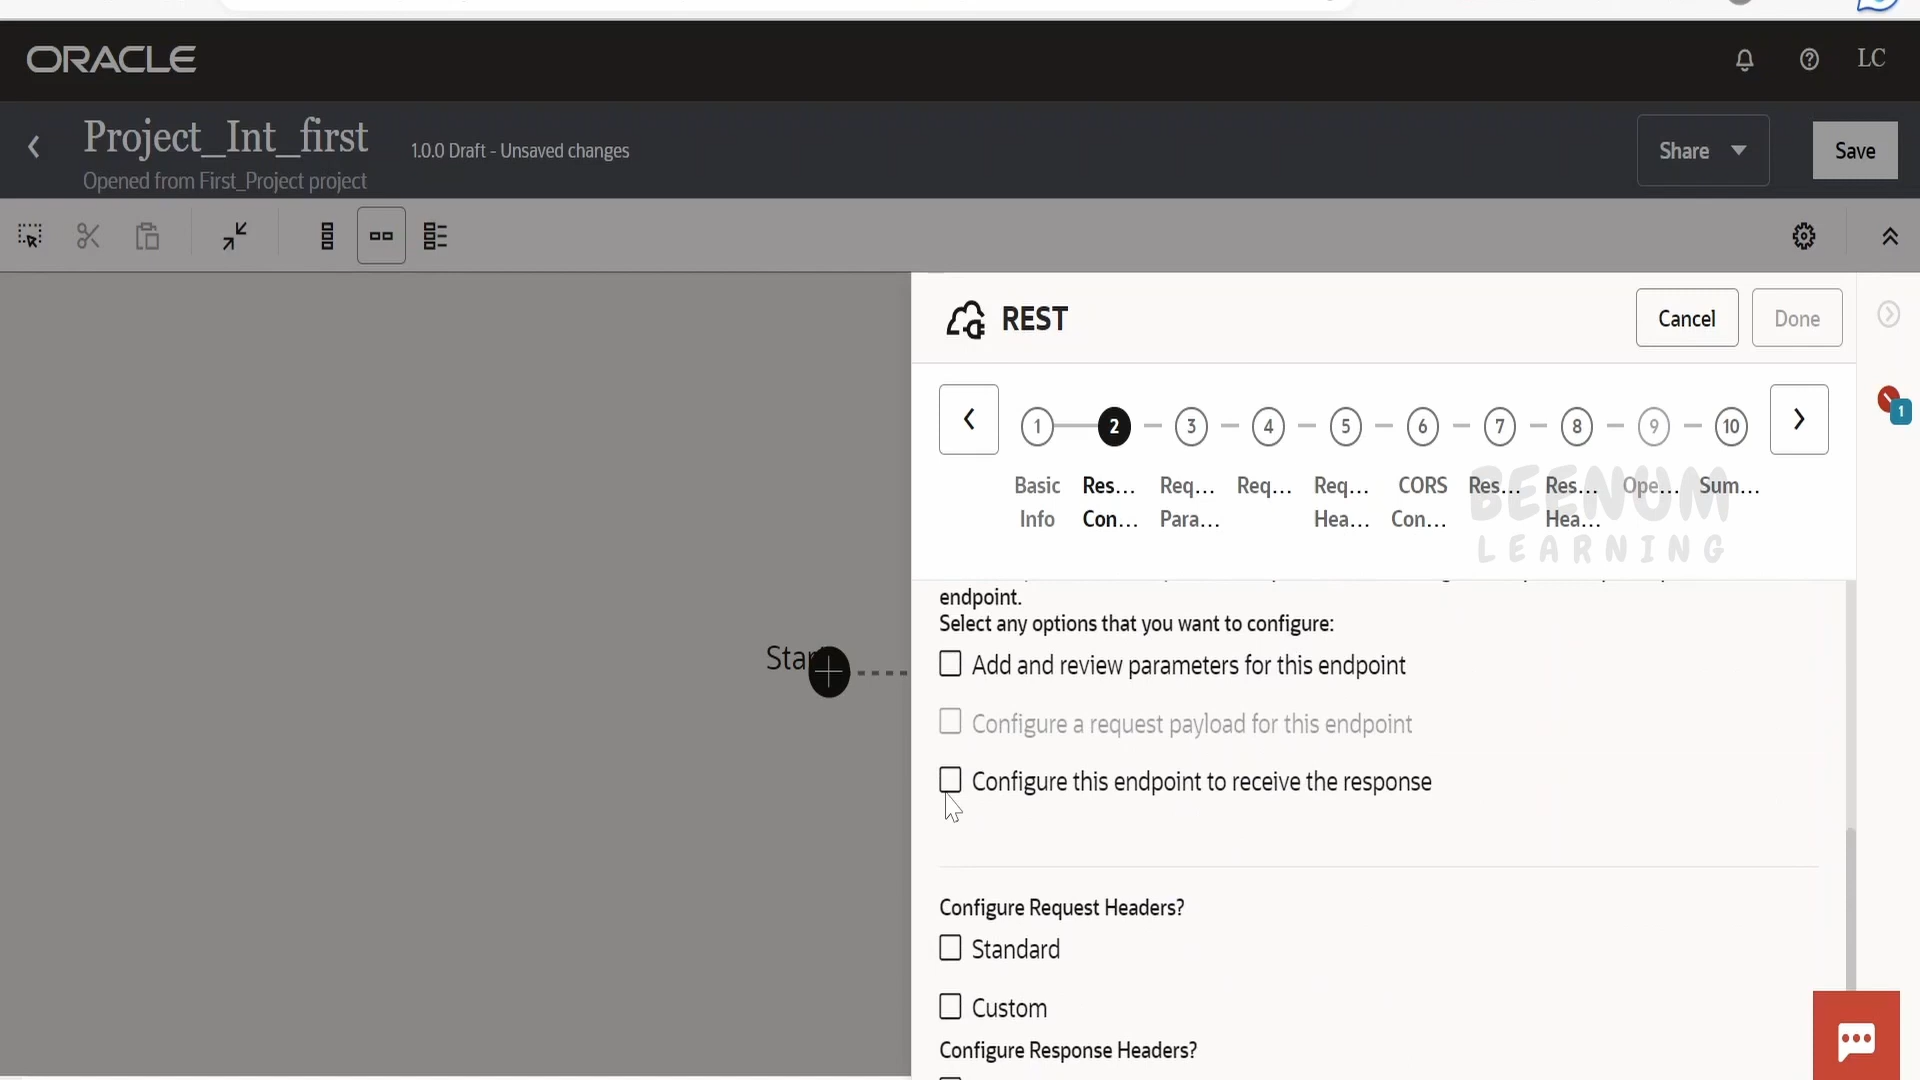 ORACLE
LC
Project_Int_first
1.0.0 Draft - Unsaved changes
Opened from First_Project project
Share
Save
REST
Cancel
Done
1 2 3 4 5 6 7 8 9 10
Basic Res... Req... Req... Req... CORS Res... Res... Ope... Sum...
Info Con... Para... Hea... Con... Hea...
BEENUM
LEARNING
1
endpoint.
Select any options that you want to configure:
Add and review parameters for this endpoint
Configure a request payload for this endpoint
Configure this endpoint to receive the response
Start
Configure Request Headers?
Standard
Custom
Configure Response Headers?